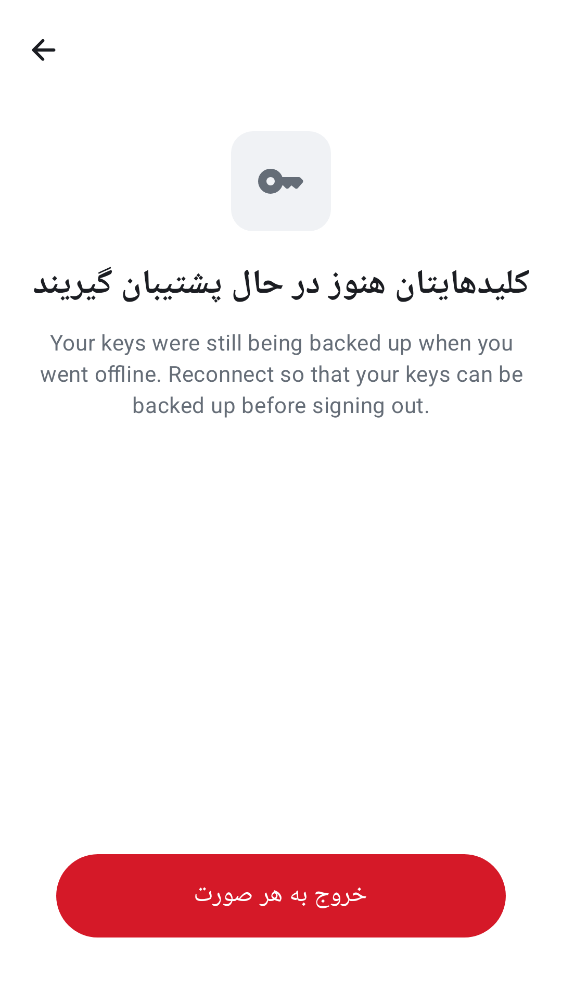 کلیدهایتان هنوز در حال پشتیبان گیریند
Your keys were still being backed up when you
went offline. Reconnect so that your keys can be
backed up before signing out.
خروج به هر صورت